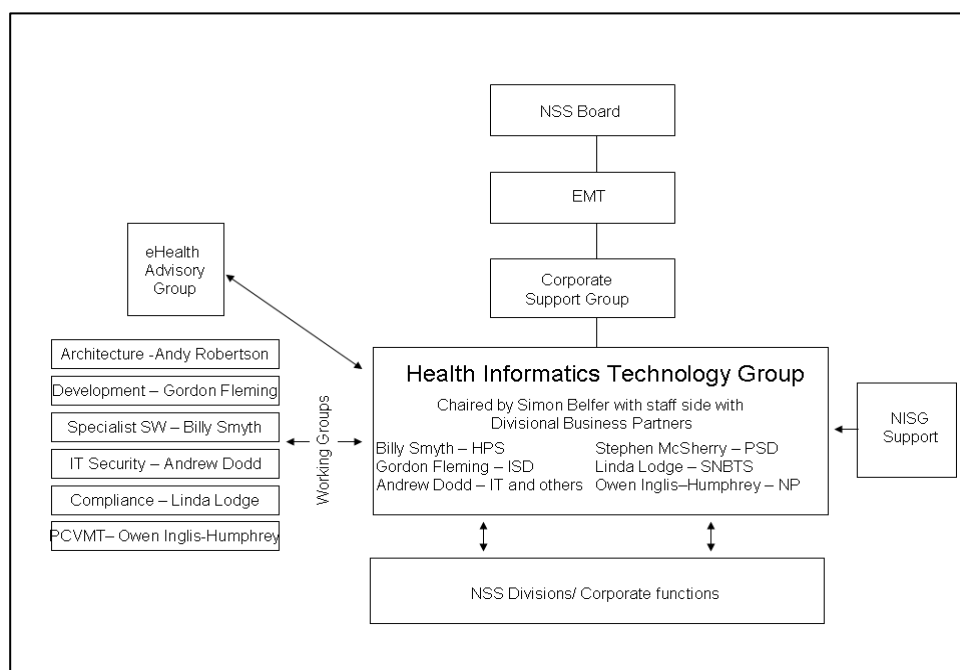 NSS Board
EMT
Corporate
Support Group
eHealth
Advisory
Group
Architecture -Andy Robertson
Development – Gordon Fleming
Specialist SW – Billy Smyth
IT Security – Andrew Dodd
Compliance – Linda Lodge
PCVMT– Owen Inglis-Humphrey
Working Groups
Health Informatics Technology Group
Chaired by Simon Belfer with staff side with
Divisional Business Partners
Billy Smyth – HPS
Gordon Fleming – ISD
Andrew Dodd – IT and others
Stephen McSherry – PSD
Linda Lodge – SNBTS
Owen Inglis–Humphrey – NP
NISG
Support
NSS Divisions/ Corporate functions